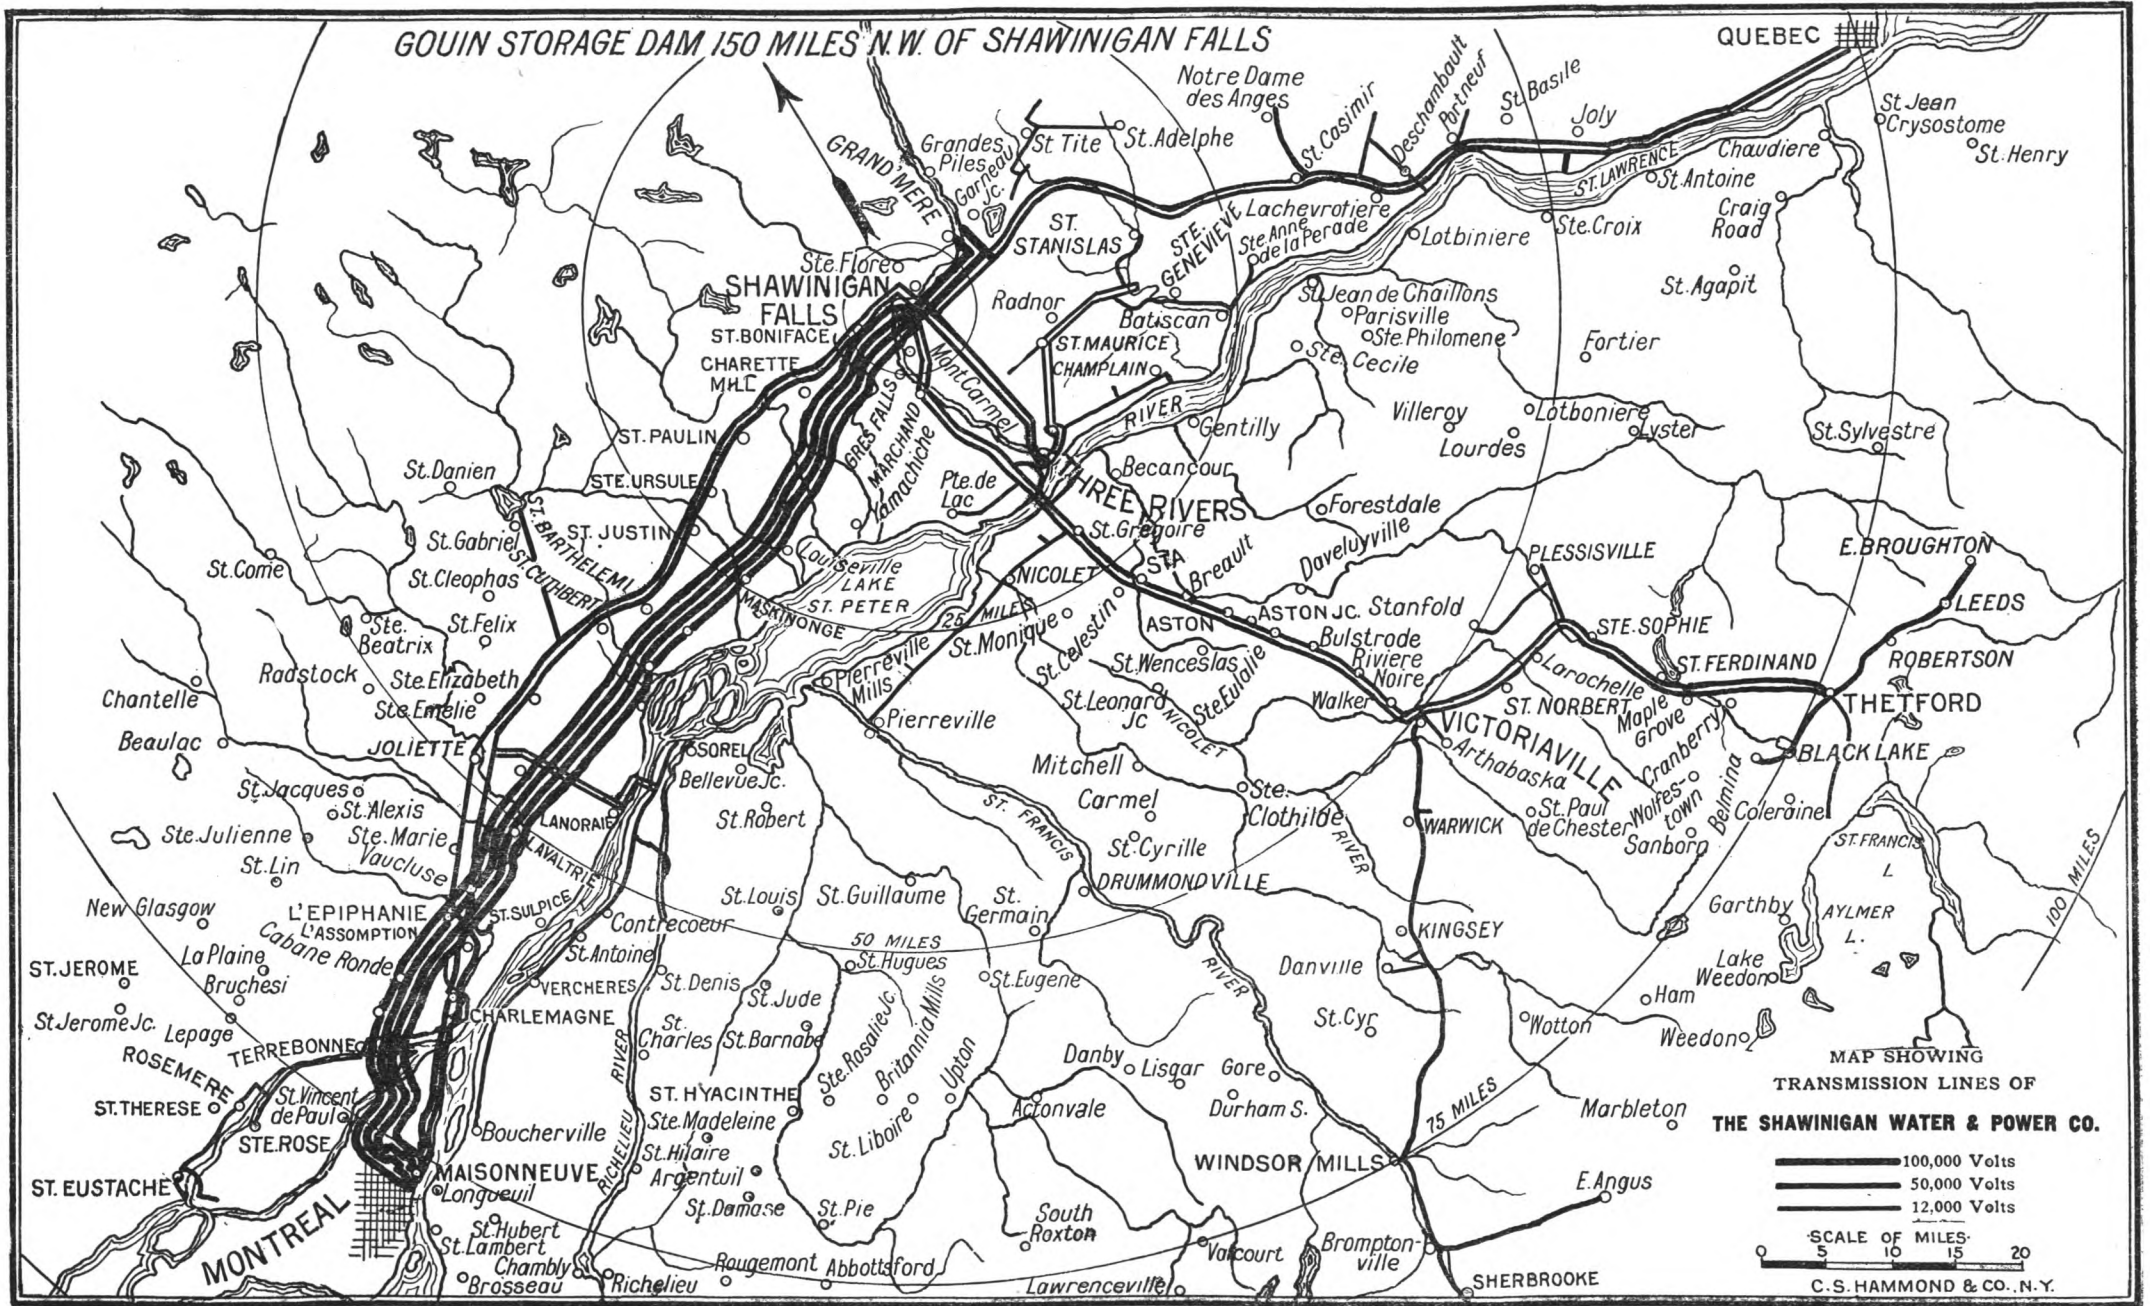 GOUIN STORAGE DAM 150 MILES N.W. OF SHAWINIGAN FALLS
QUEBEC
Notre Dame
des Anges
St. Casimir
Deschambault
Portneuf
St. Basile
Joly
St. Jean
Crysostome
St. Henry
Chaudiere
GRAND'MERE
Grandes
Piles
Garneau
Jc.
St Tite
St. Adelphe
ST. LAWRENCE
St. Antoine
Craig
Road
Lachevrotiere
Lotbiniere
Ste. Croix
ST.
STANISLAS
STE.
GENEVIEVE
Ste. Anne
de la Perade
Ste. Flore
SHAWINIGAN
FALLS
ST. BONIFACE
CHARETTE
MILL
Radnor
Batiscan
St. Jean de Chaillons
Parisville
Ste. Philomene
Ste. Cecile
St. Agapit
Fortier
ST. MAURICE
CHAMPLAIN
RIVER
Mont Carmel
GRES FALLS
MARCHAND
Yamachiche
Gentilly
Villeroy
Lotboniere
Lourdes
Lyster
St. Sylvestre
ST. PAULIN
St. Danien
STE. URSULE
Pte. de
Lac
Becancour
THREE RIVERS
St. Gregoire
Forestdale
Daveluyville
ST. BARTHELEMI
ST. JUSTIN
St. Gabriel
ST. CUTHBERT
St. Come
St. Cleophas
Louiseville
LAKE
ST. PETER
MASKINONGE
NICOLET
25 MILES
STA
Breault
PLESSISVILLE
E. BROUGHTON
LEEDS
Ste.
Beatrix
St. Felix
St. Monique
St. Celestin
ASTON
ASTON JC.
Stanfold
Bulstrode
STE. SOPHIE
ROBERTSON
Radstock
Ste. Elizabeth
Ste. Emelie
Pierreville
Mills
St. Wenceslas
Ste. Eulalie
Riviere
Noire
Larochelle
ST. FERDINAND
Chantelle
Pierreville
St. Leonard
Jc
NICOLET
Walker
VICTORIAVILLE
ST. NORBERT
Maple
Grove
THETFORD
Beaulac
JOLIETTE
SOREL
Bellevue Jc.
Mitchell
Arthabaska
Cranberry
BLACK LAKE
St. Jacques
St. Alexis
LANORAIE
St. Robert
ST. FRANCIS
Carmel
Ste.
Clothilde
RIVER
WARWICK
St. Paul
de Chester
Wolfes-
town
Belmina
Coleraine
Ste. Julienne
Ste. Marie
Vaucluse
LAVALTRIE
St. Cyrille
Sanborn
ST. FRANCIS
L
St. Lin
New Glasgow
L'EPIPHANIE
L'ASSOMPTION
ST. SULPICE
Contrecoeur
St. Louis
St. Guillaume
St.
Germain
DRUMMONDVILLE
KINGSEY
Garthby
AYLMER
L.
100 MILES
Cabane Ronde
50 MILES
St. Antoine
St. Hugues
La Plaine
ST. JEROME
Bruchesi
VERCHERES
St. Denis
St. Jude
St. Eugene
RIVER
Danville
Lake
Weedon
Ham
St Jerome Jc.
Lepage
CHARLEMAGNE
St.
Charles
St. Barnabe
Ste. Rosalie Jc.
Britannia Mills
Upton
St. Cyr
Wotton
Weedon
TERREBONNE
ROSEMERE
RIVER
Danby
Lisgar
Gore
MAP SHOWING
TRANSMISSION LINES OF
THE SHAWINIGAN WATER & POWER CO.
ST. THERESE
St. Vincent
de Paul
STE. ROSE
ST. HYACINTHE
Ste. Madeleine
Actonvale
Durham S.
75 MILES
Marbleton
Boucherville
St. Hilaire
Argentuil
St. Liboire
WINDSOR MILLS
100,000 Volts
50,000 Volts
12,000 Volts
ST. EUSTACHE
MAISONNEUVE
Longueuil
RICHELIEU
St. Damase
St. Pie
E. Angus
MONTREAL
St. Hubert
St. Lambert
Chambly
Brosseau
Richelieu
Rougemont
Abbottsford
South
Roxton
Valcourt
Lawrenceville
Brompton-
ville
SHERBROOKE
SCALE OF MILES
0 5 10 15 20
C.S. HAMMOND & CO., N.Y.